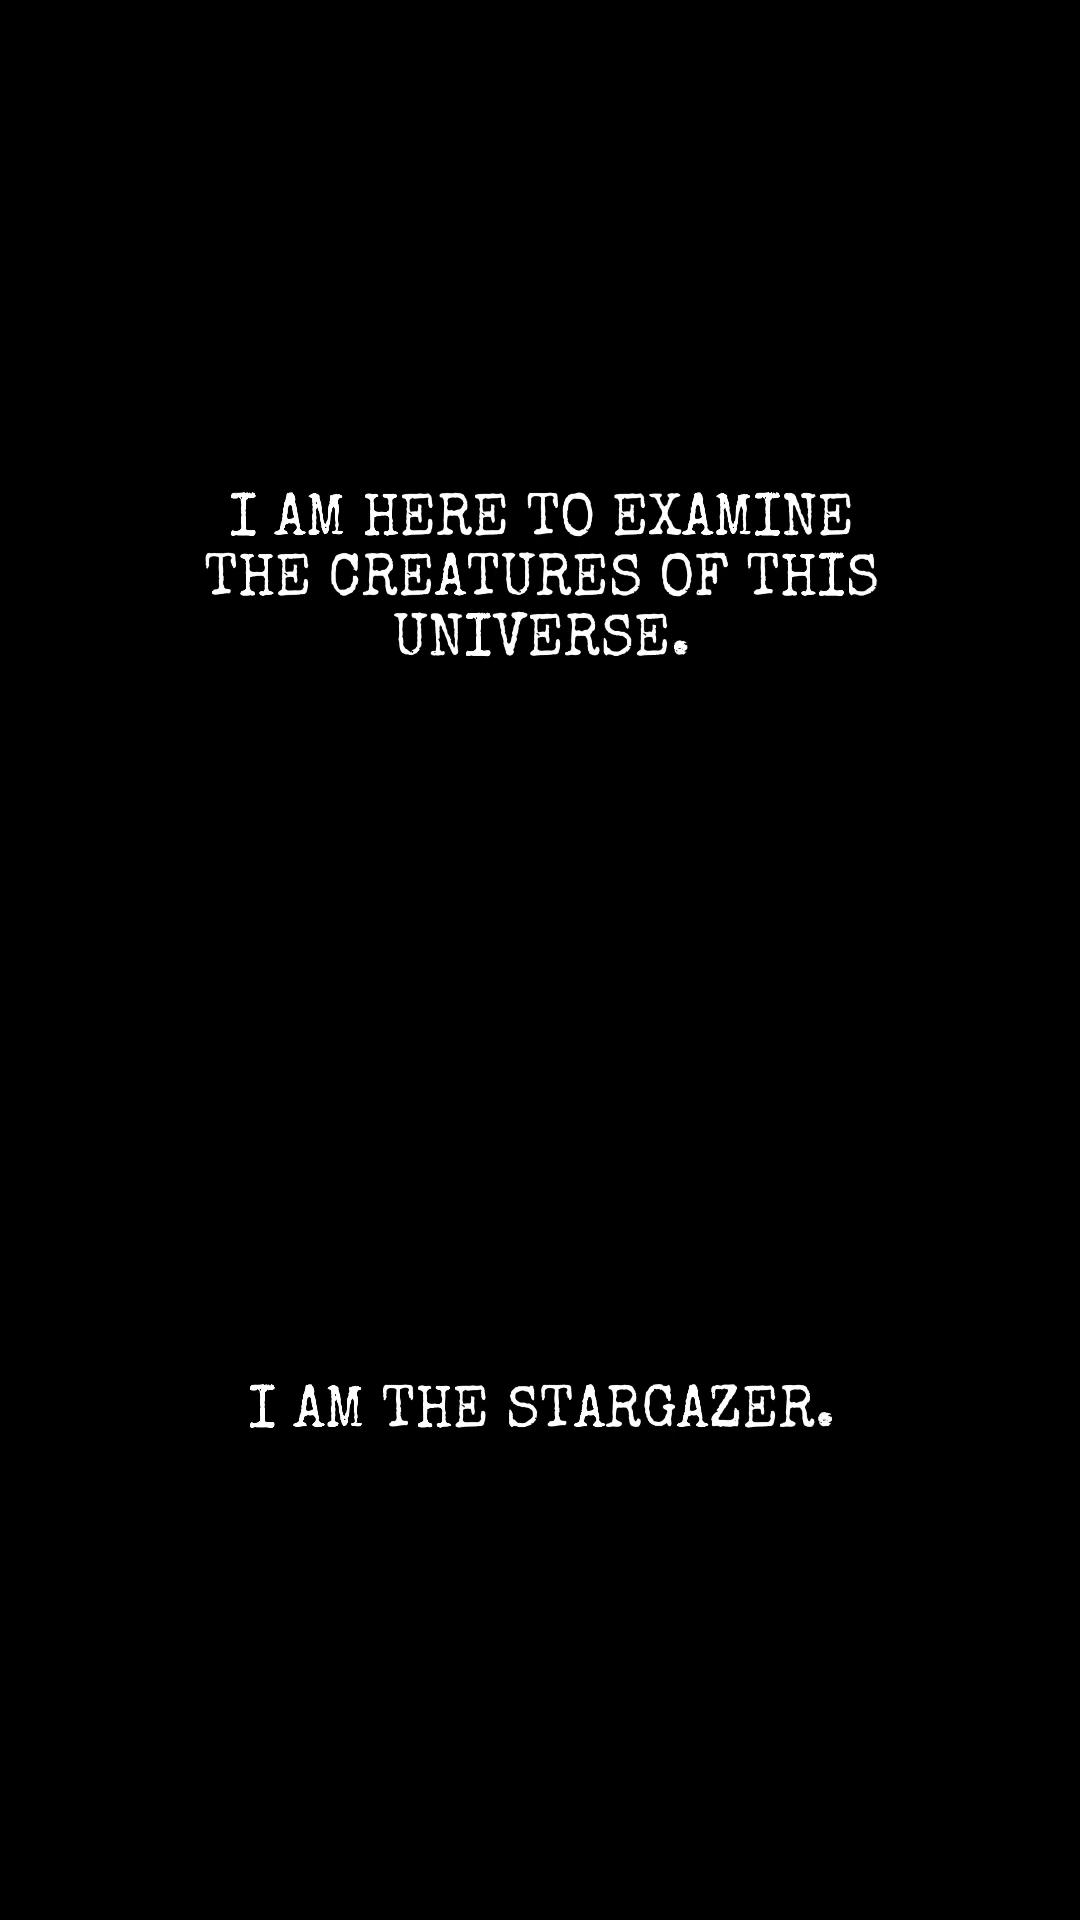 I AM HERE TO EXAMINE
THE CREATURES OF THIS
UNIVERSE.
I AM THE STARGAZER.